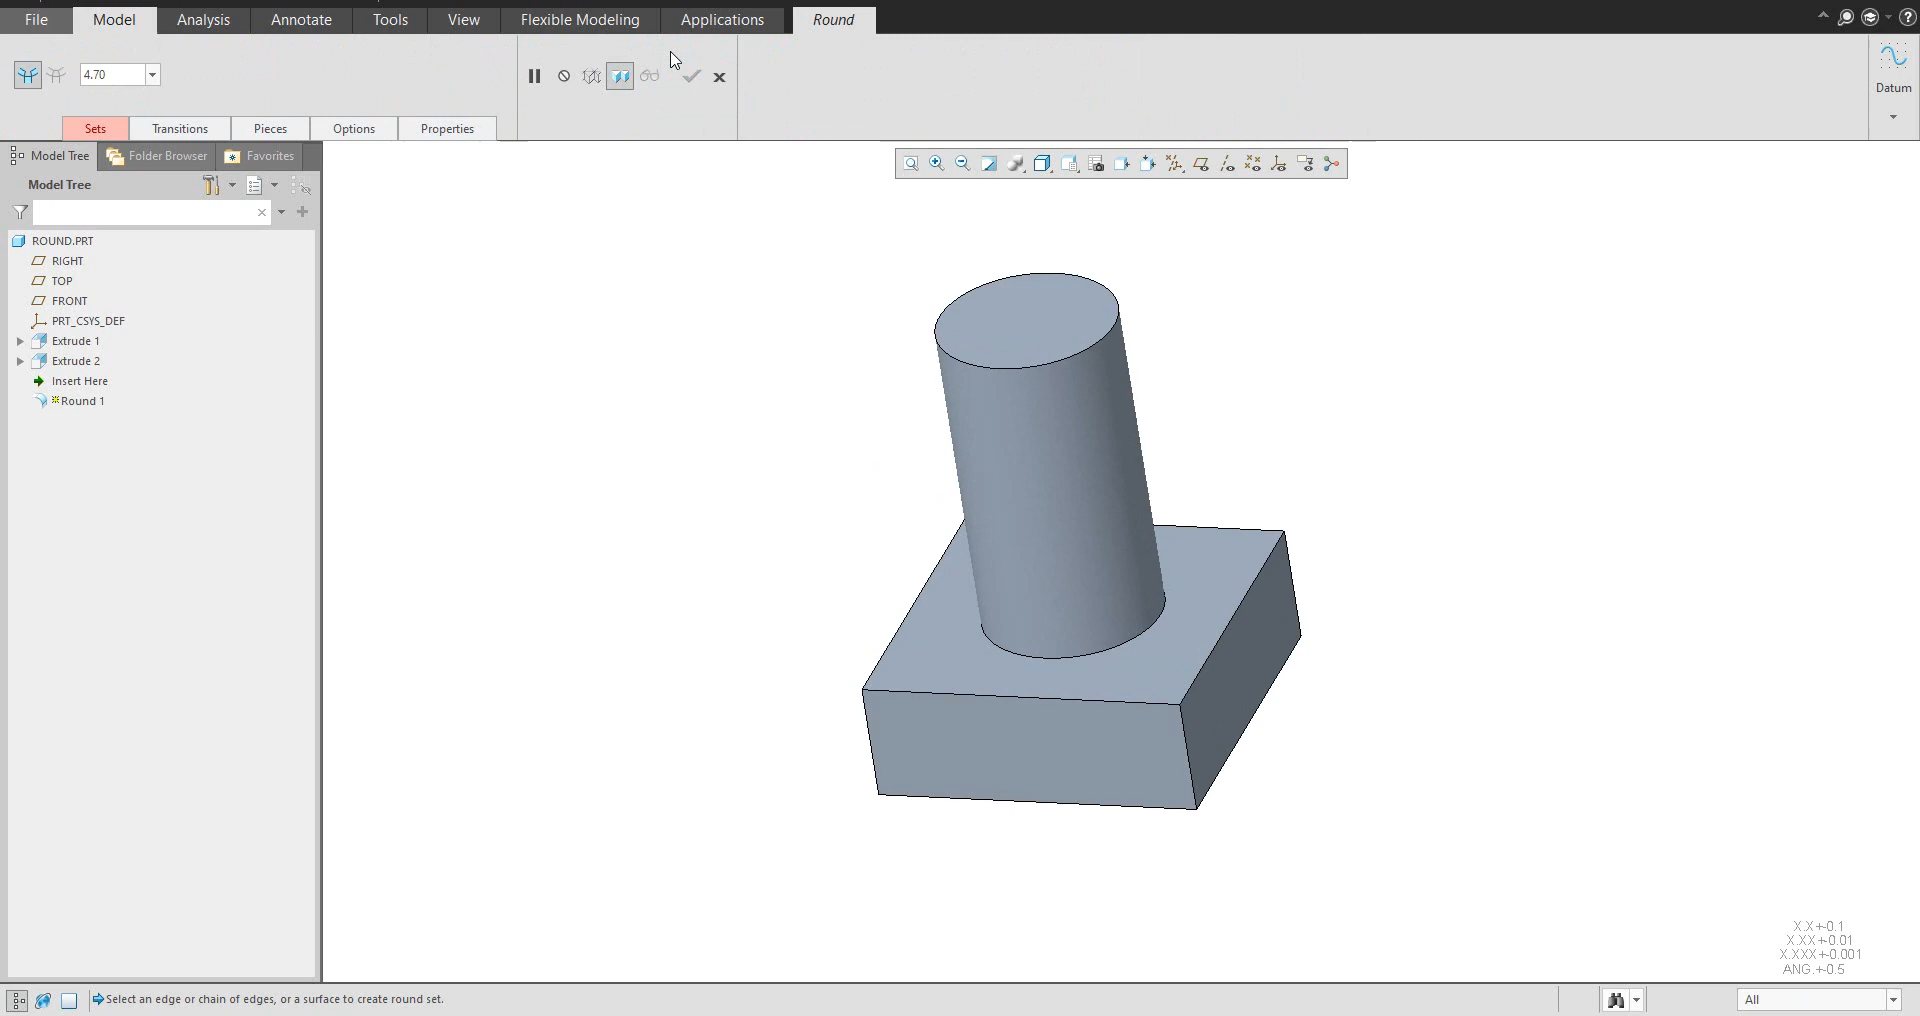 File Model Analysis Annotate Tools View Flexible Modeling Applications Round
4.70
Datum
Sets Transitions Pieces Options Properties
Model Tree Folder Browser Favorites
Model Tree
ROUND.PRT
RIGHT
TOP
FRONT
PRT_CSYS_DEF
Extrude 1
Extrude 2
Insert Here
Round 1
X.X+-0.1
X.XX+-0.01
X.XXX+-0.001
ANG.+-0.5
Select an edge or chain of edges, or a surface to create round set.
All